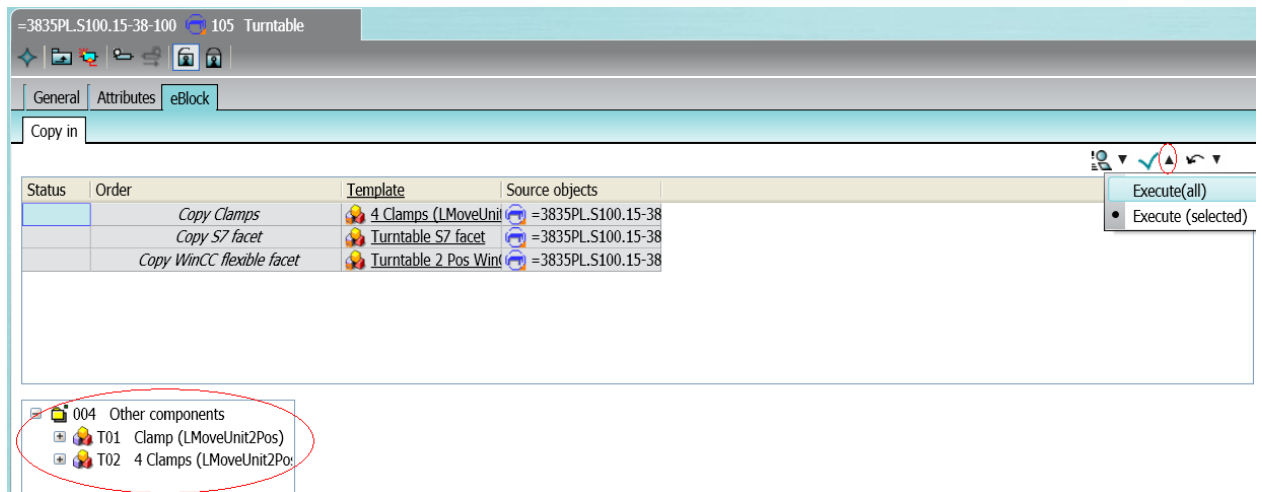 =3835PL.S100.15-38-100 105 Turntable
General Attributes eBlock
Copy in
Status Order Template Source objects
Execute(all)
Copy Clamps 4 Clamps (LMoveUnit =3835PL.S100.15-38
Execute (selected)
Copy S7 facet Turntable S7 facet =3835PL.S100.15-38
Copy WinCC flexible facet Turntable 2 Pos Win =3835PL.S100.15-38
004 Other components
T01 Clamp (LMoveUnit2Pos)
T02 4 Clamps (LMoveUnit2Po